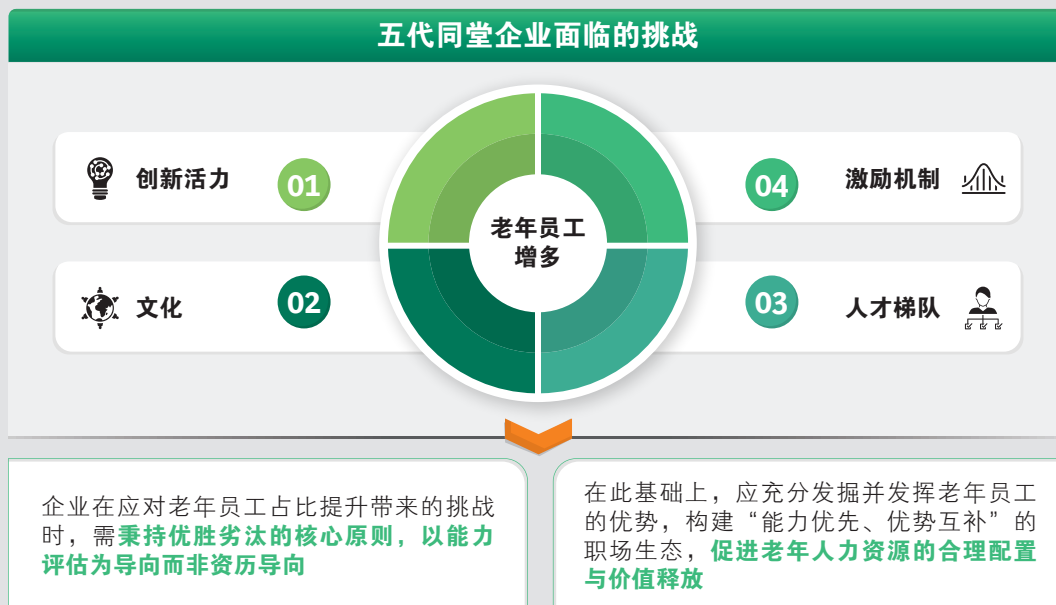 五代同堂企业面临的挑战
创新活力
01
文化
02
老年员工
增多
04
激励机制
03
人才梯队
企业在应对老年员工占比提升带来的挑战
时，需秉持优胜劣汰的核心原则，以能力
评估为导向而非资历导向
在此基础上，应充分发掘并发挥老年员工
的优势，构建“能力优先、优势互补”的
职场生态，促进老年人力资源的合理配置
与价值释放